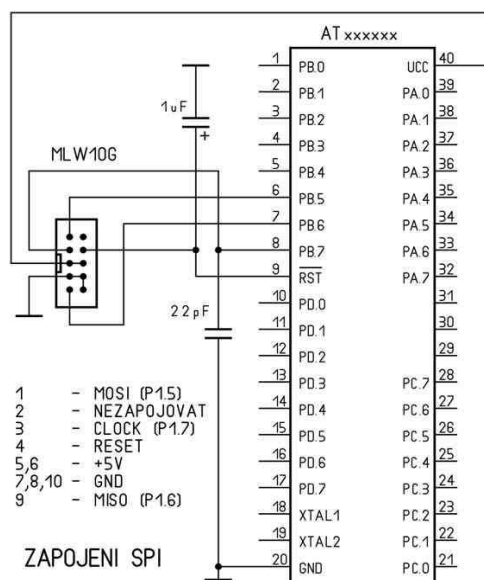 AT xxxxxx
1 PB.0 UCC 40
2 PB.1 PA.0 39
3 PB.2 PA.1 38
4 PB.3 PA.2 37
5 PB.4 PA.3 36
6 PB.5 PA.4 35
7 PB.6 PA.5 34
8 PB.7 PA.6 33
9 RST PA.7 32
10 PD.0 31
11 PD.1 30
12 PD.2 29
13 PD.3 PC.7 28
14 PD.4 PC.6 27
15 PD.5 PC.5 26
16 PD.6 PC.4 25
17 PD.7 PC.3 24
18 XTAL1 PC.2 23
19 XTAL2 PC.1 22
20 GND PC.0 21
1uF
+
MLW10G
22pF
1 - MOSI (P1.5)
2 - NEZAPOJOVAT
3 - CLOCK (P1.7)
4 - RESET
5,6 - +5V
7,8,10 - GND
9 - MISO (P1.6)
ZAPOJENI SPI